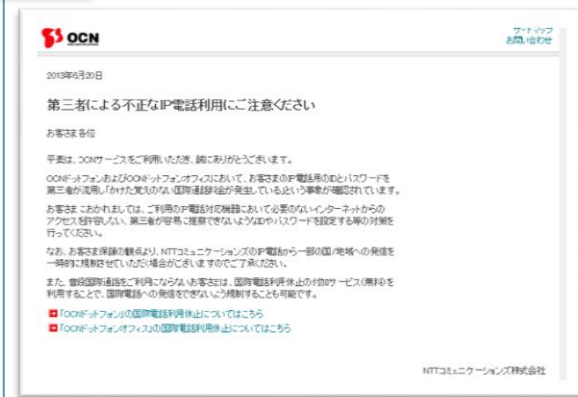 OCN
サイトマップ
お問い合わせ
2013年6月20日
第三者による不正なIP電話利用にご注意ください
お客さま各位
平素は、OCNサービスをご利用いただき、誠にありがとうございます。
OCNドットフォンおよびOCNドットフォンオフィスにおいて、お客さまのIP電話用のIDとパスワードを
第三者が流用し「かけた覚えのない国際通話料金が発生している」という事象が確認されています。
お客さまにおかれましては、ご利用のIP電話対応機器において必要のないインターネットからの
アクセスを許容しない、第三者が容易に推察できないようなIDやパスワードを設定する等の対策を
行ってください。
なお、お客さま保護の観点より、NTTコミュニケーションズのIP電話から一部の国/地域への発信を
一時的に規制させていただく場合がございますのでご了承ください。
また、普段国際通話をご利用にならないお客さまは、国際電話利用休止の付加サービス(無料)を
利用することで、国際電話への発信をできないよう規制することも可能です。
「OCNドットフォン」の国際電話利用休止についてはこちら
「OCNドットフォンオフィス」の国際電話利用休止についてはこちら
NTTコミュニケーションズ株式会社